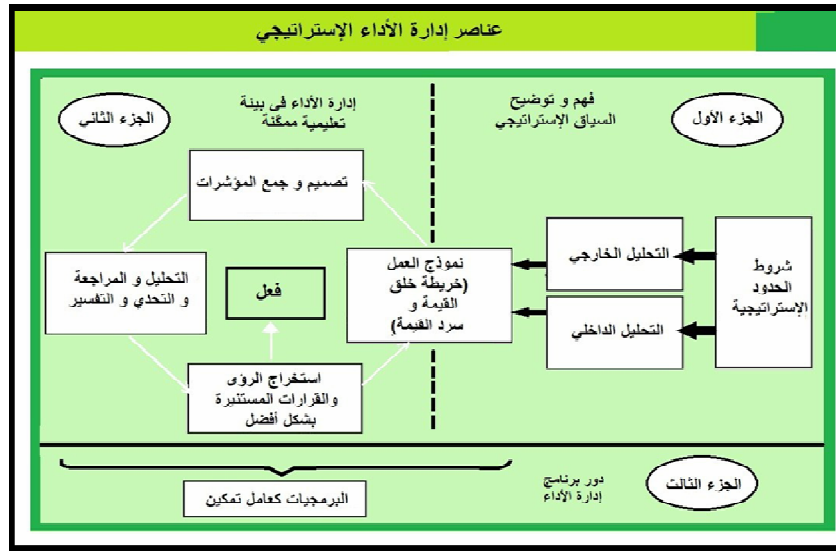 عناصر إدارة الأداء الإستراتيجي
الجزء الأول
فهم و توضيح
السياق الإستراتيجي
إدارة الأداء في بيئة
تعليمية ممكّنة
الجزء الثاني
شروط
الحدود
الإستراتيجية
التحليل الخارجي
التحليل الداخلي
نموذج العمل
(خريطة خلق
القيمة و
سرد القيمة)
تصميم و جمع المؤشرات
التحليل و المراجعة
و التحدي و التفسير
فعل
استخراج الرؤى
والقرارات المستنيرة
بشكل أفضل
الجزء الثالث
دور برنامج
إدارة الأداء
البرمجيات كعامل تمكين